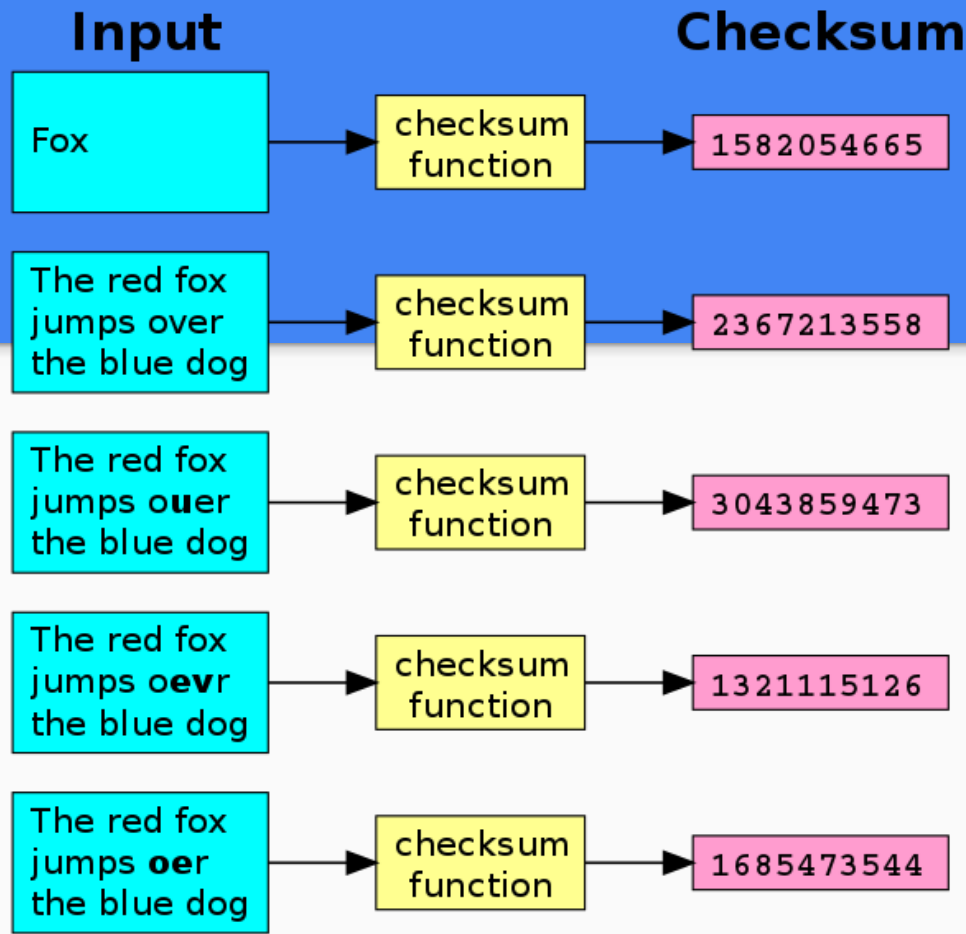 Input
Checksum
Fox
checksum
function
1582054665
The red fox
jumps over
the blue dog
checksum
function
2367213558
The red fox
jumps ouer
the blue dog
checksum
function
3043859473
The red fox
jumps oevr
the blue dog
checksum
function
1321115126
The red fox
jumps oer
the blue dog
checksum
function
1685473544